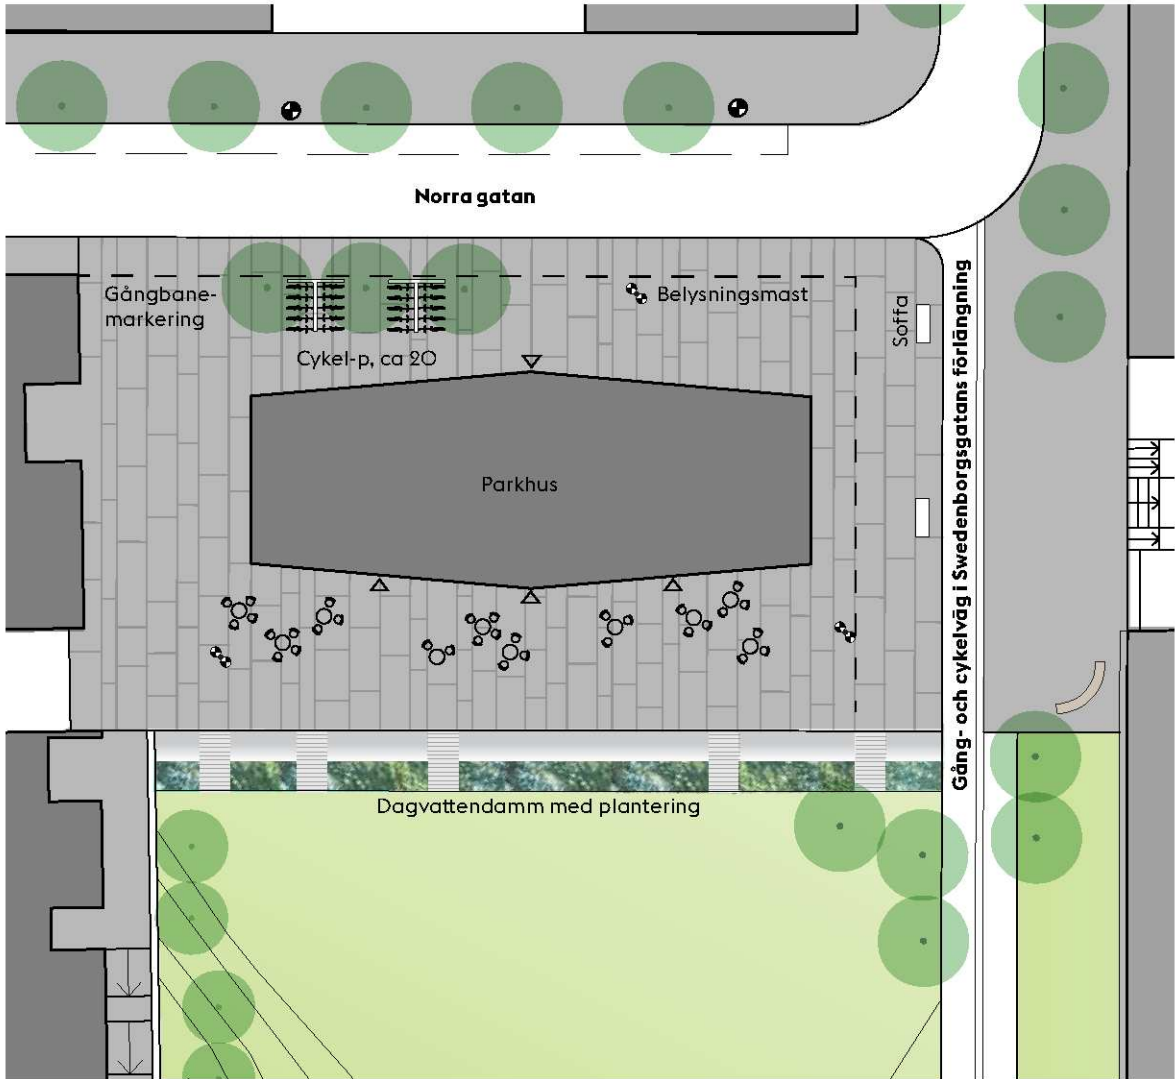 Norra gatan
Gångbane-
markering
Belysningsmast
Soffa
Cykel-p, ca 20
Parkhus
Gång- och cykelväg i Swedenborgsgatans förlängning
Dagvattendamm med plantering